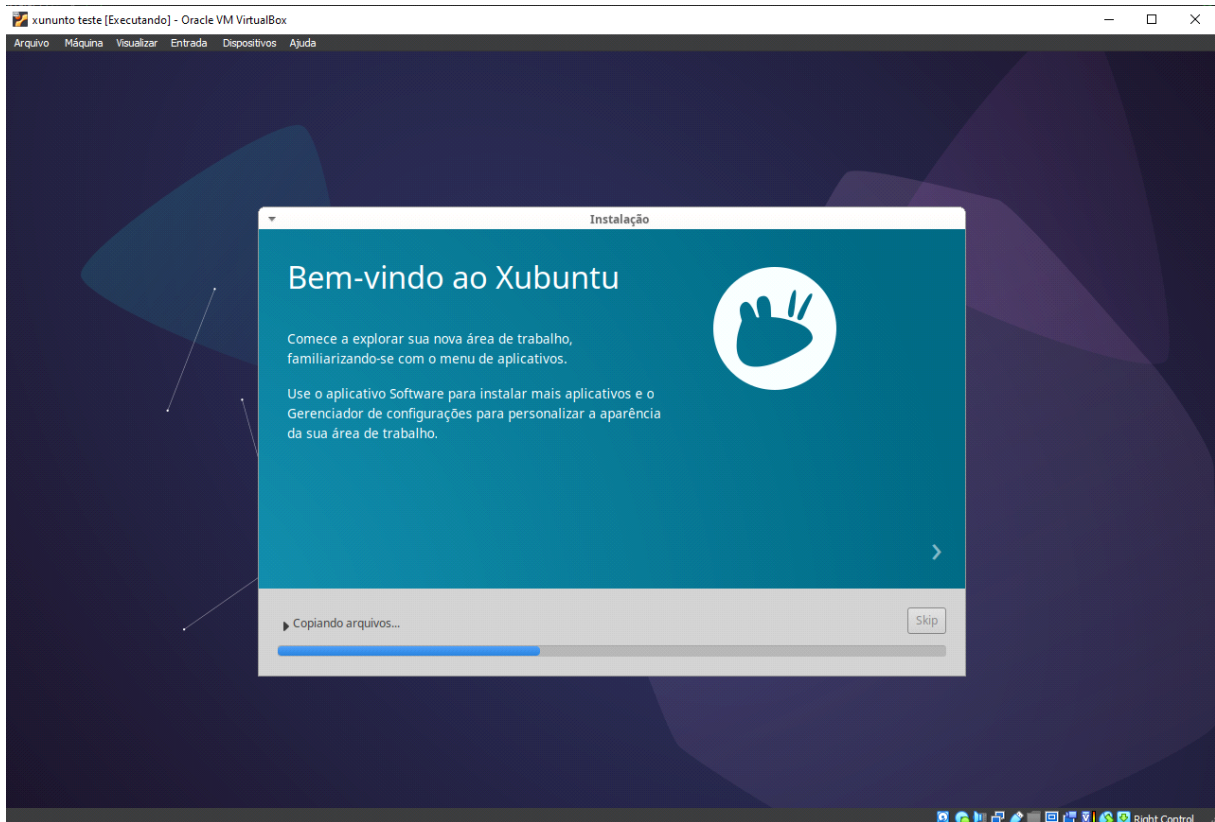 xununto teste [Executando] - Oracle VM VirtualBox
Arquivo Máquina Visualizar Entrada Dispositivos Ajuda
Instalação
Bem-vindo ao Xubuntu
Comece a explorar sua nova área de trabalho,
familiarizando-se com o menu de aplicativos.
Use o aplicativo Software para instalar mais aplicativos e o
Gerenciador de configurações para personalizar a aparência
da sua área de trabalho.
Copiando arquivos...
Skip
Right Control